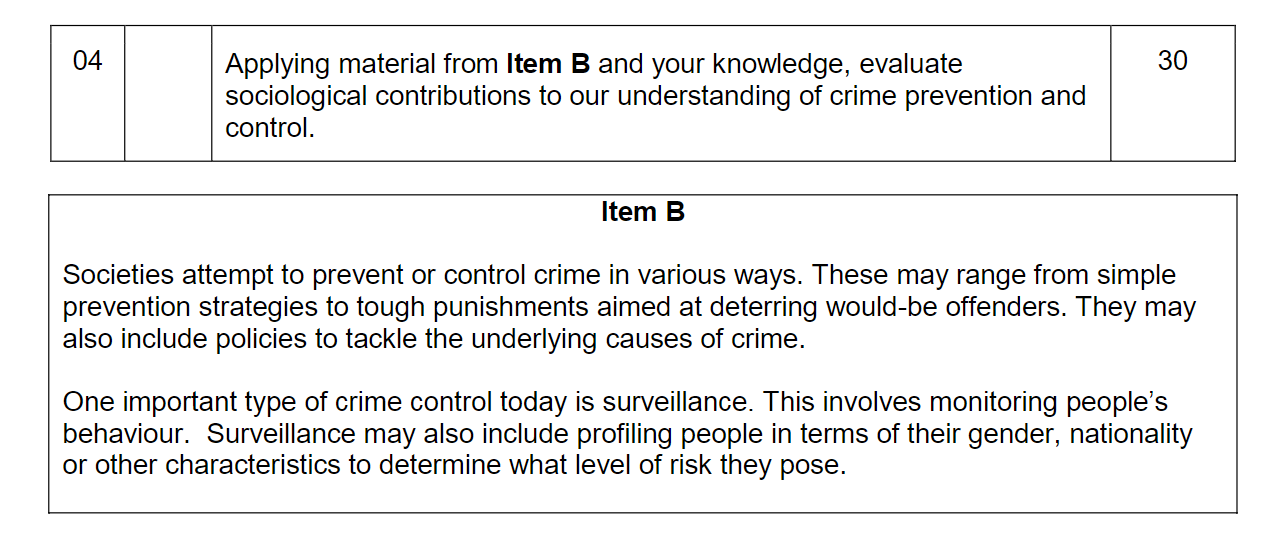 04
Applying material from Item B and your knowledge, evaluate
30
sociological contributions to our understanding of crime prevention and
control.
Item B
Societies attempt to prevent or control crime in various ways. These may range from simple
prevention strategies to tough punishments aimed at deterring would-be offenders. They may
also include policies to tackle the underlying causes of crime.
One important type of crime control today is surveillance. This involves monitoring people’s
behaviour.  Surveillance may also include profiling people in terms of their gender, nationality
or other characteristics to determine what level of risk they pose.